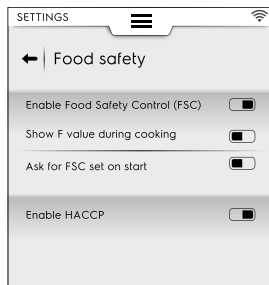 SETTINGS
Food safety
Enable Food Safety Control (FSC)
Show F value during cooking
Ask for FSC set on start
Enable HACCP